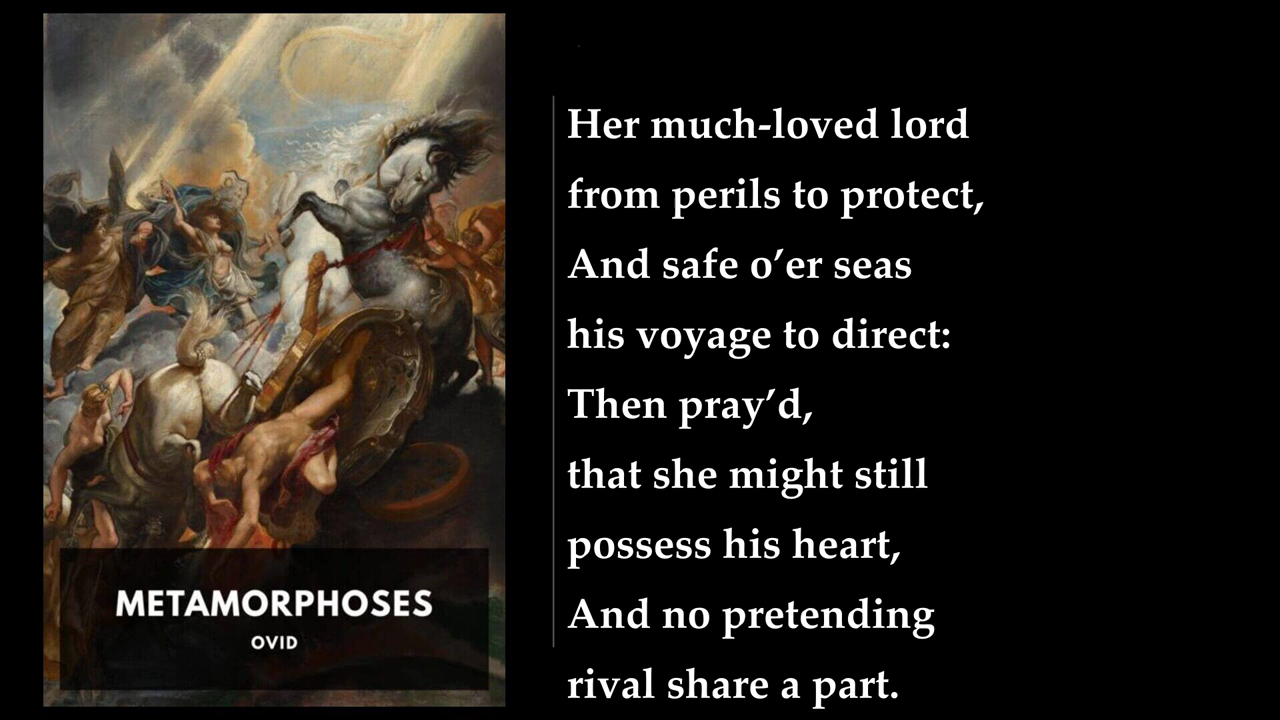 METAMORPHOSES
OVID
Her much-loved lord
from perils to protect,
And safe o’er seas
his voyage to direct:
Then pray’d,
that she might still
possess his heart,
And no pretending
rival share a part.